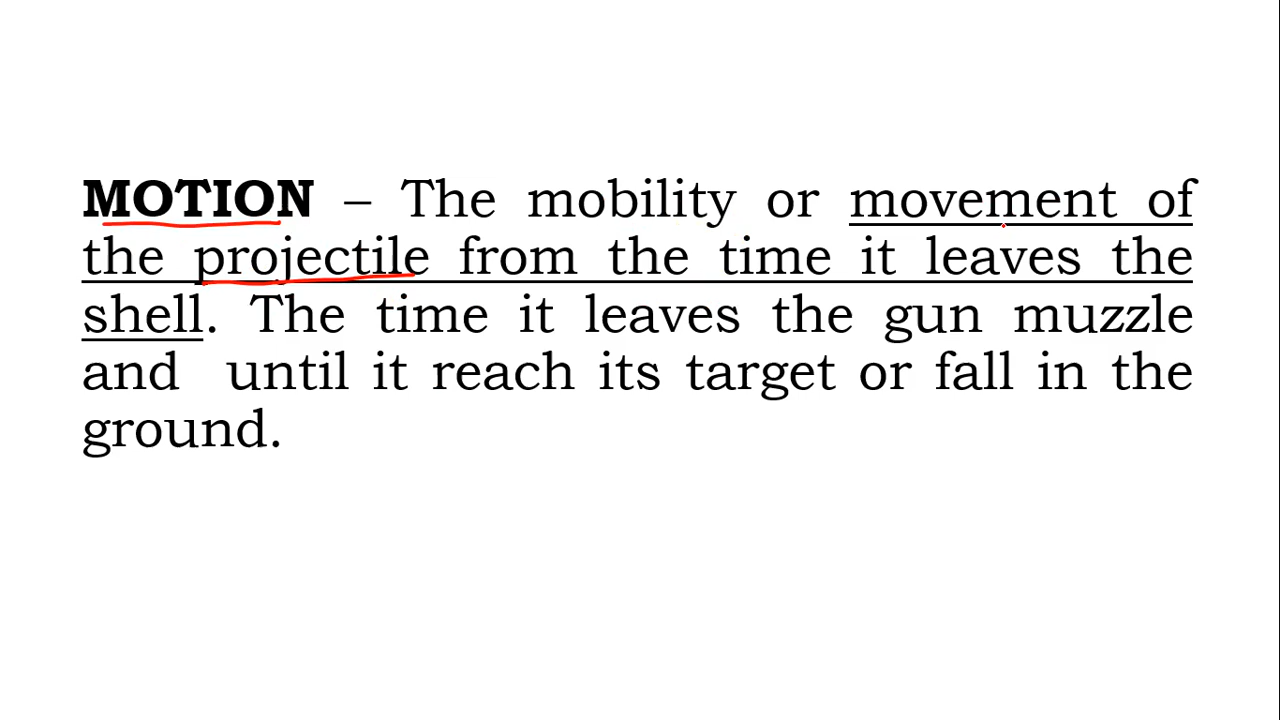 MOTION – The mobility or movement of
the projectile from the time it leaves the
shell. The time it leaves the gun muzzle
and until it reach its target or fall in the
ground.